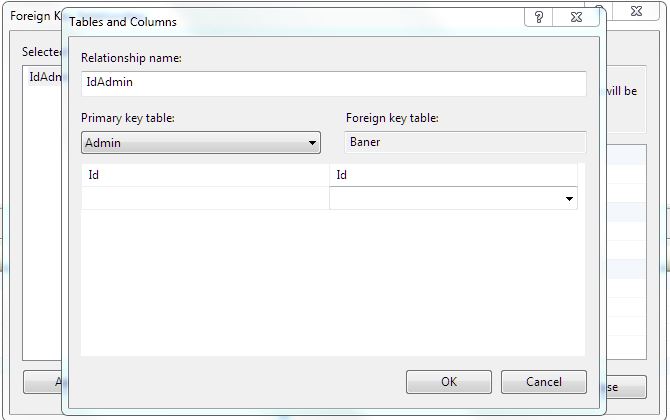 Foreign K
Tables and Columns
Selected
Relationship name:
IdAdm
IdAdmin
will be
Primary key table:
Foreign key table:
Admin
Baner
Id
Id
A
OK
Cancel
se